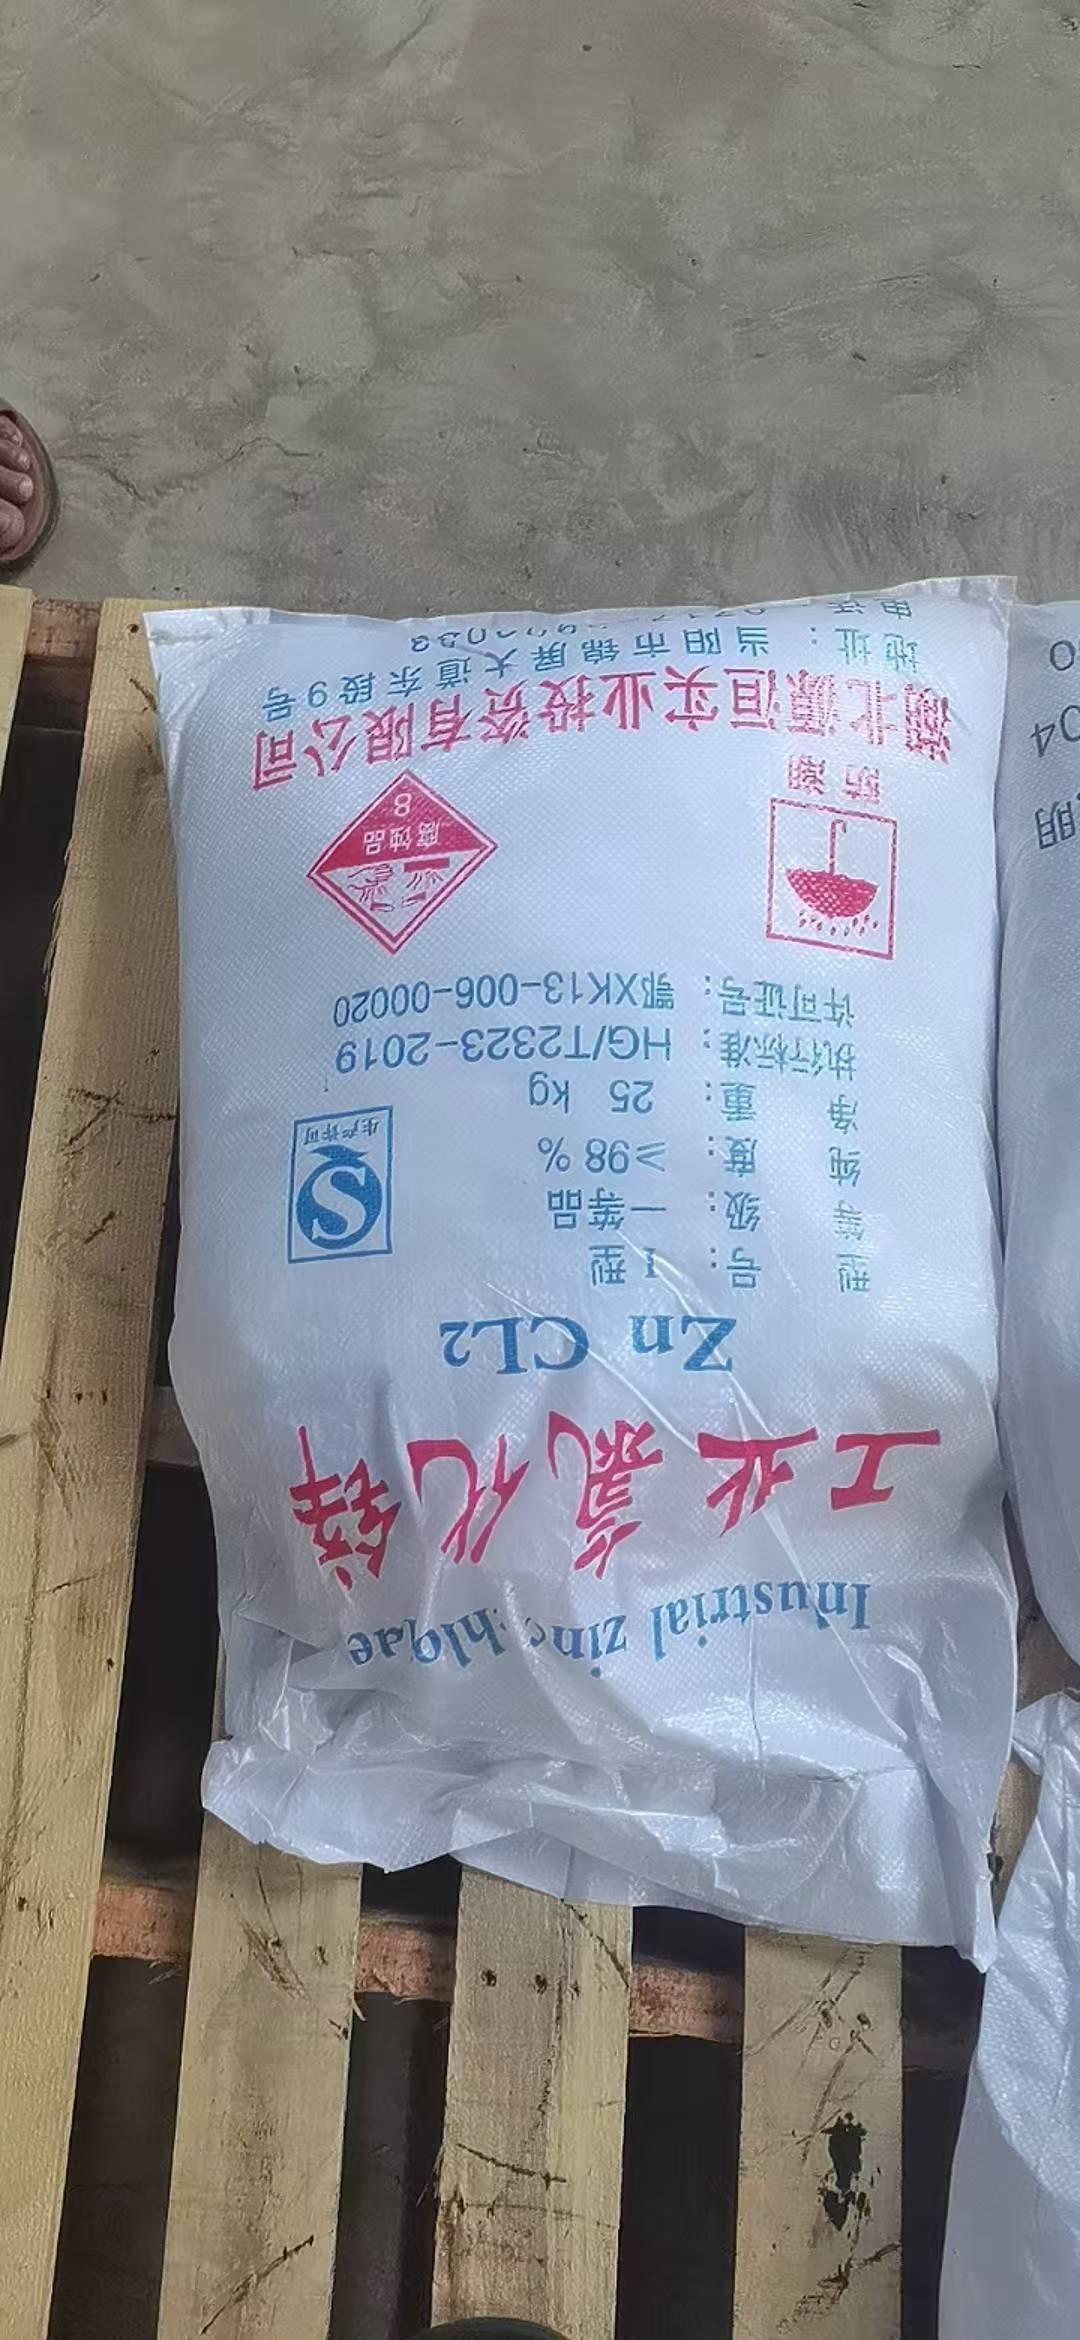 Industrial zinc
工业氯化锌
Zn CL2
型 号: I 型
等 级: 一等品
纯 度: ≥98 %
净 重: 25 kg
执行标准: HG/T2323-2019
许可证号: 鄂XK13-006-00020
生产许可
防 潮
腐蚀品
8
湖北源洹实业投资有限公司
地 址: 当阳市锦屏大道东段9号
电话: